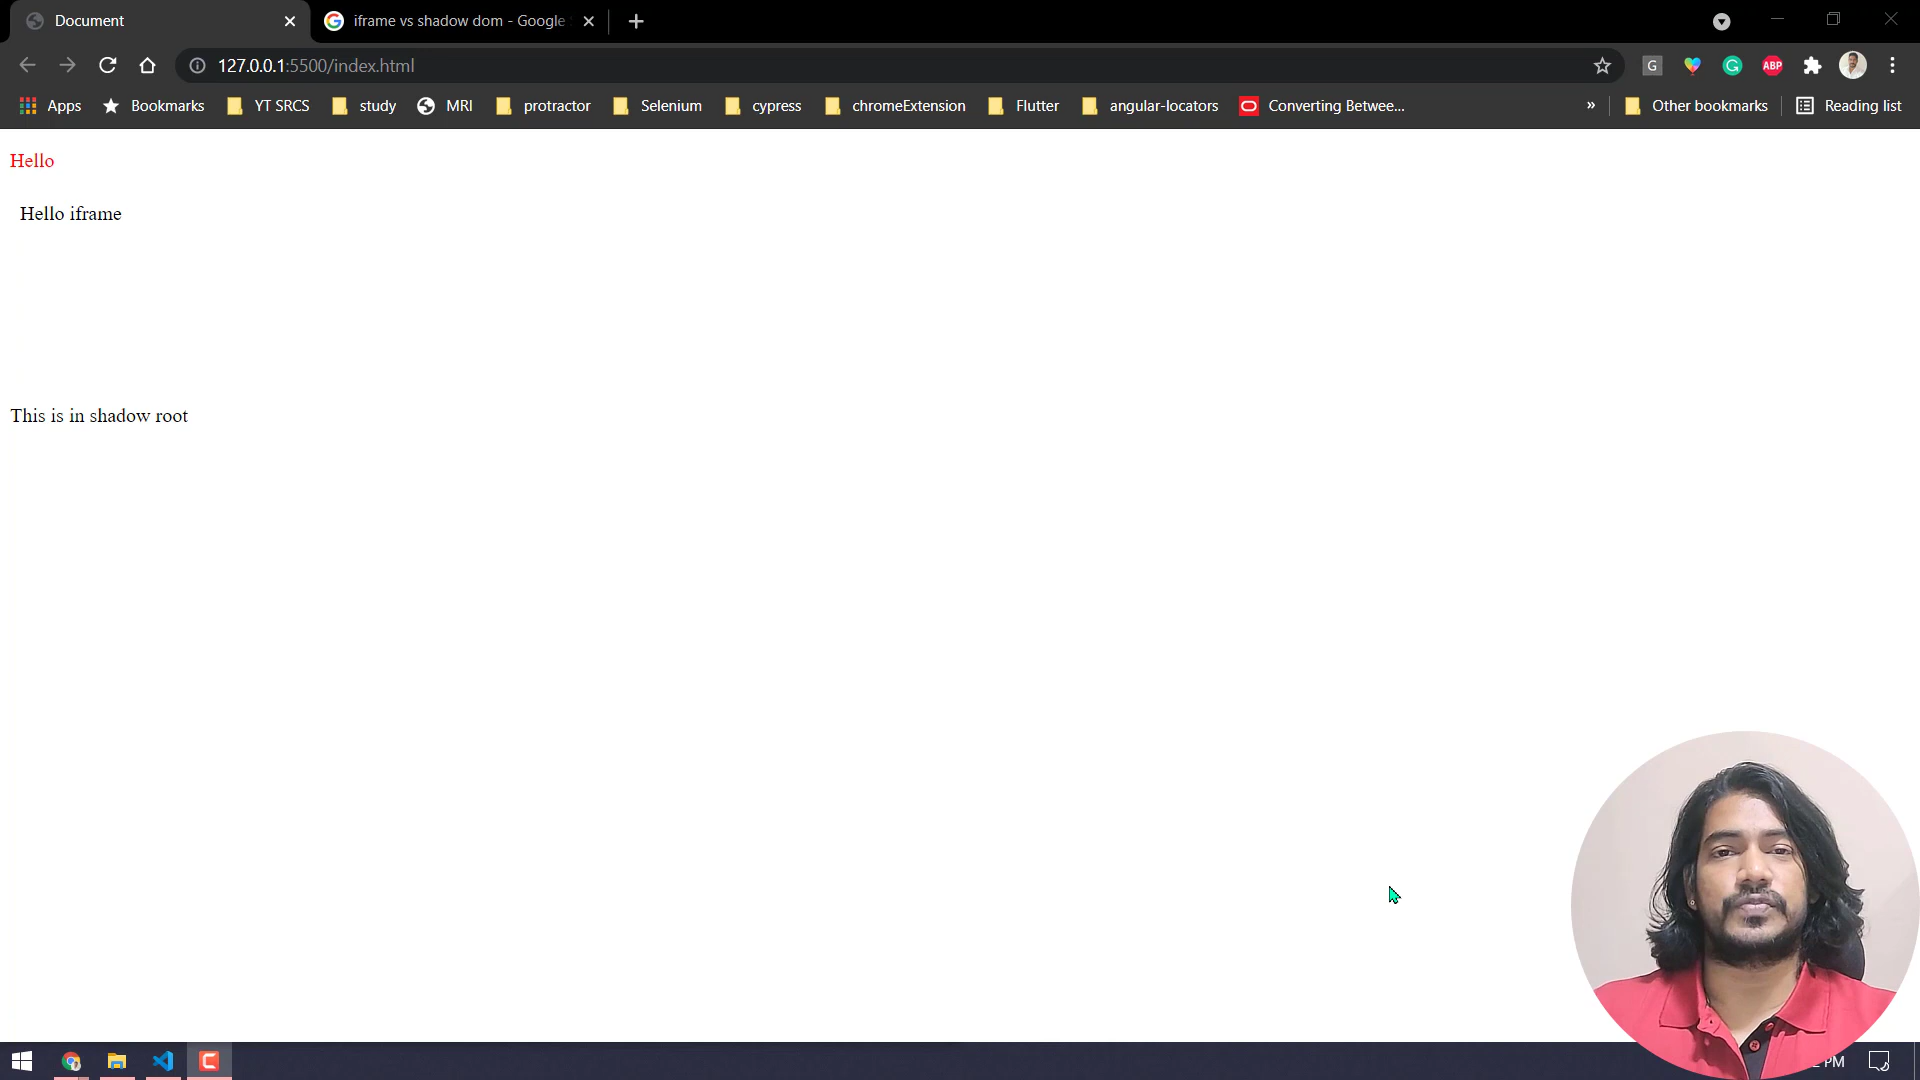 Document
iframe vs shadow dom - Google
127.0.0.1:5500/index.html
G
ABP
Apps
Bookmarks
YT SRCS
study
MRI
protractor
Selenium
cypress
chromeExtension
Flutter
angular-locators
Converting Betwee...
»
Other bookmarks
Reading list
Hello
Hello iframe
This is in shadow root
PM